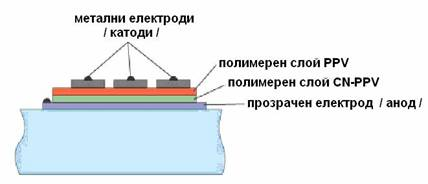 метални електроди
/ катоди /
полимерен слой PPV
полимерен слой CN-PPV
прозрачен електрод / анод /